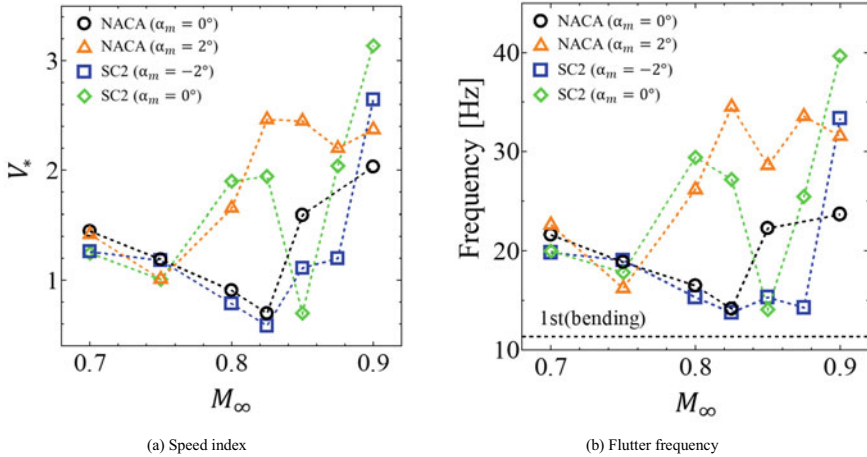 NACA (αₘ = 0°)
NACA (αₘ = 2°)
SC2 (αₘ = −2°)
SC2 (αₘ = 0°)
3
2
1
V*
0.7 0.8 0.9
M∞
(a) Speed index
NACA (αₘ = 0°)
NACA (αₘ = 2°)
SC2 (αₘ = −2°)
SC2 (αₘ = 0°)
40
30
20
10
Frequency [Hz]
1st(bending)
0.7 0.8 0.9
M∞
(b) Flutter frequency